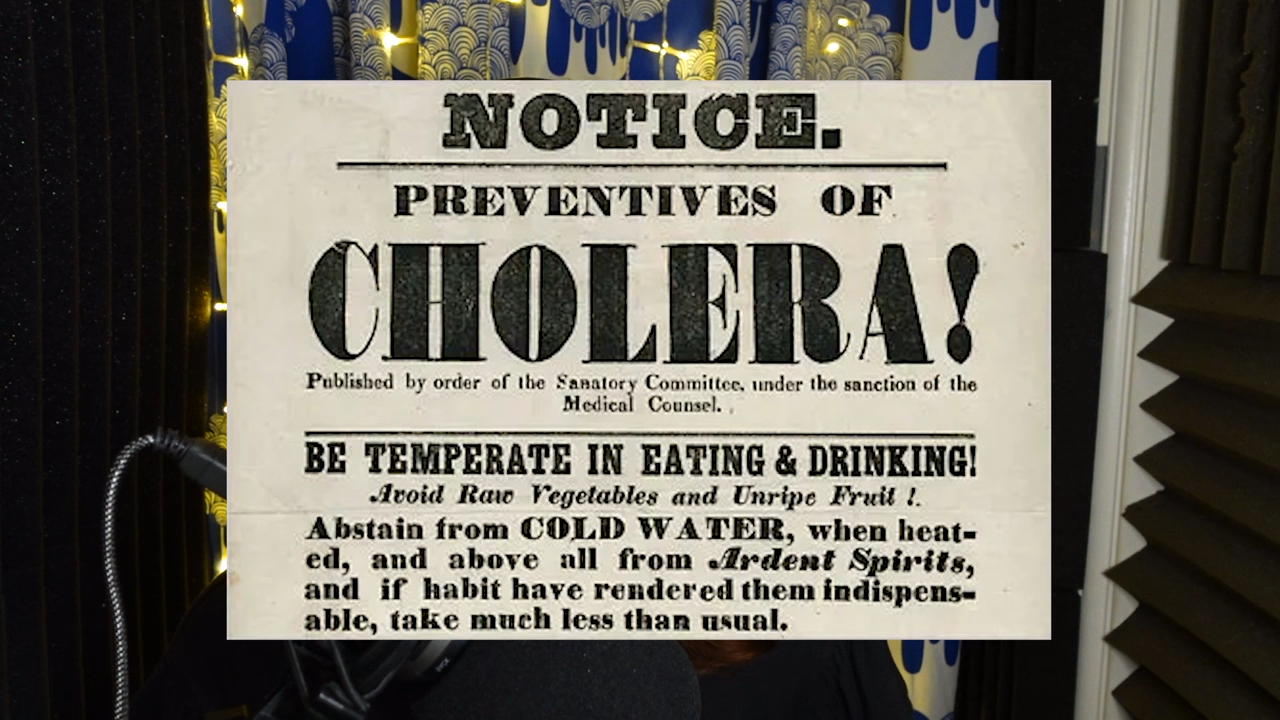 NOTICE.
PREVENTIVES OF
CHOLERA!
Published by order of the Sanatory Committee, under the sanction of the
Medical Counsel.
BE TEMPERATE IN EATING & DRINKING!
Avoid Raw Vegetables and Unripe Fruit!.
Abstain from COLD WATER, when heat-
ed, and above all from Ardent Spirits,
and if habit have rendered them indispens-
able, take much less than usual.